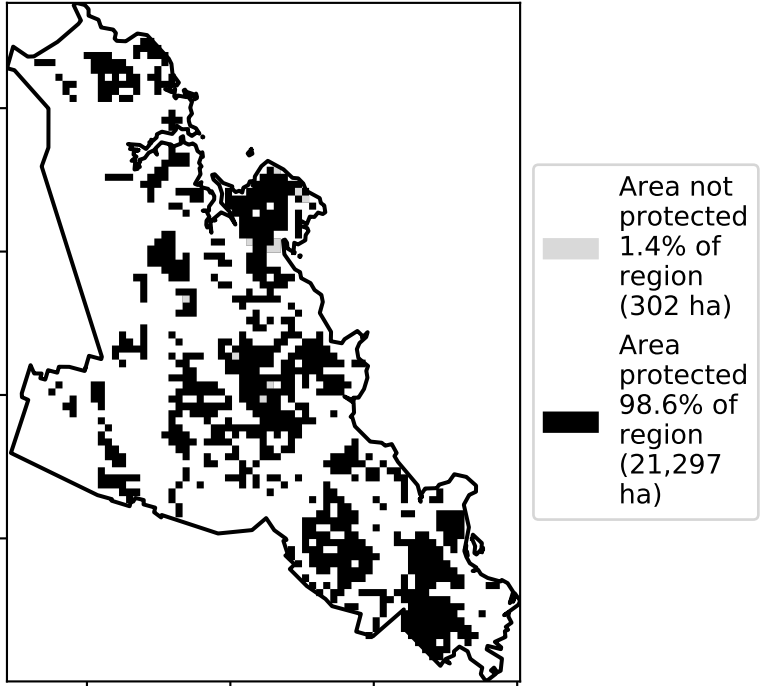 Area not
protected
1.4% of
region
(302 ha)
Area
protected
98.6% of
region
(21,297
ha)